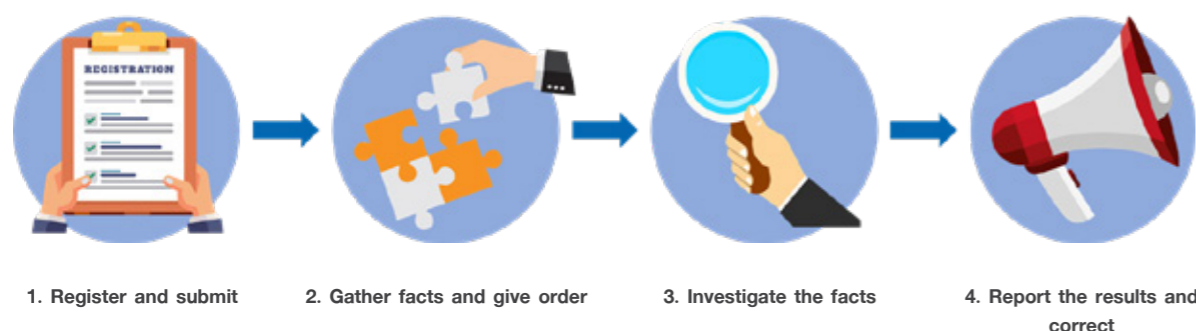 REGISTRATION
1. Register and submit
2. Gather facts and give order
3. Investigate the facts
4. Report the results and
correct